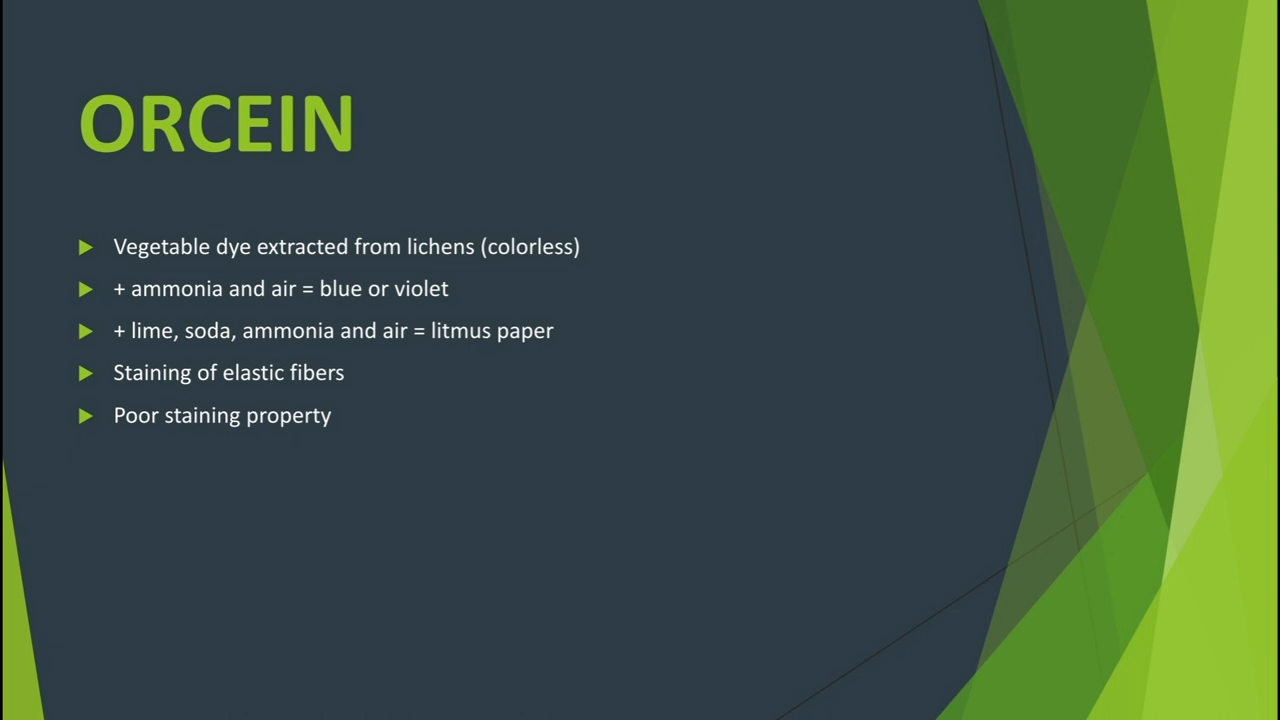 ORCEIN
Vegetable dye extracted from lichens (colorless)
+ ammonia and air = blue or violet
+ lime, soda, ammonia and air = litmus paper
Staining of elastic fibers
Poor staining property